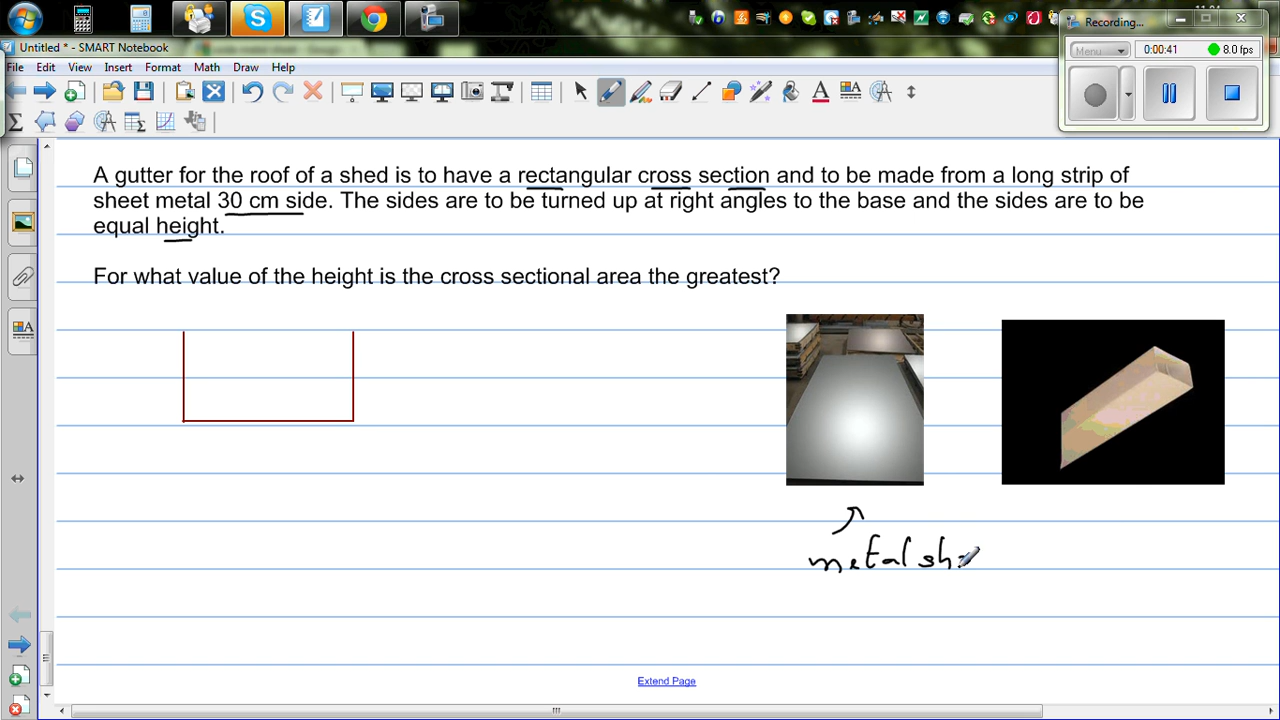 Recording...
Untitled * - SMART Notebook
Menu
0:00:41
8.0 fps
File Edit View Insert Format Math Draw Help
A gutter for the roof of a shed is to have a rectangular cross section and to be made from a long strip of
sheet metal 30 cm side. The sides are to be turned up at right angles to the base and the sides are to be
equal height.
For what value of the height is the cross sectional area the greatest?
metal sh
Extend Page